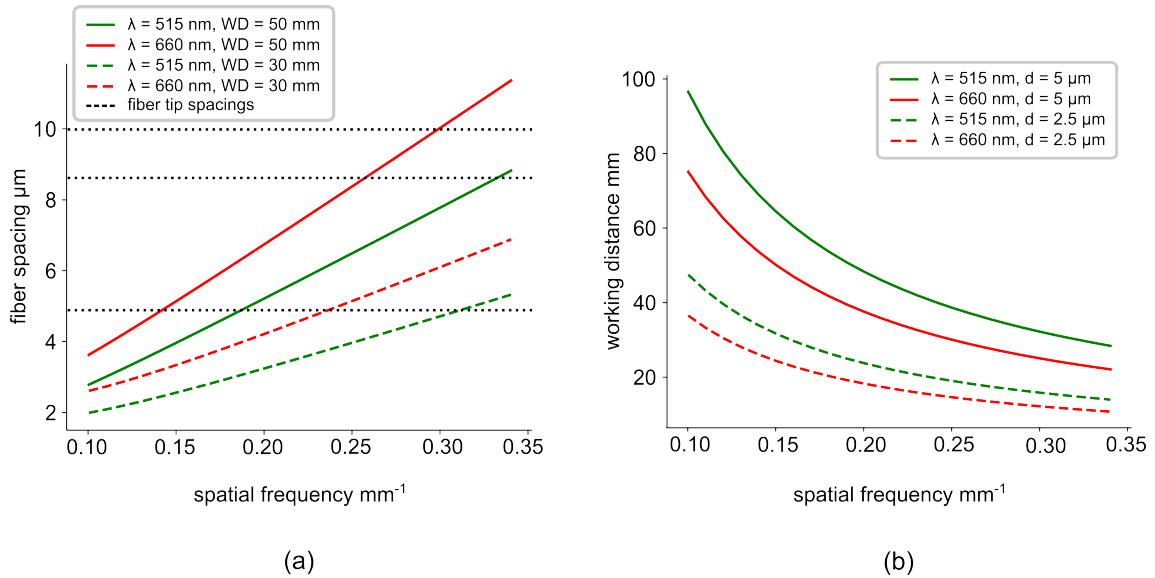 λ = 515 nm, WD = 50 mm
λ = 660 nm, WD = 50 mm
λ = 515 nm, WD = 30 mm
λ = 660 nm, WD = 30 mm
fiber tip spacings
fiber spacing µm
10
8
6
4
2
0.10 0.15 0.20 0.25 0.30 0.35
spatial frequency mm⁻¹
(a)
λ = 515 nm, d = 5 µm
λ = 660 nm, d = 5 µm
λ = 515 nm, d = 2.5 µm
λ = 660 nm, d = 2.5 µm
working distance mm
100
80
60
40
20
0.10 0.15 0.20 0.25 0.30 0.35
spatial frequency mm⁻¹
(b)